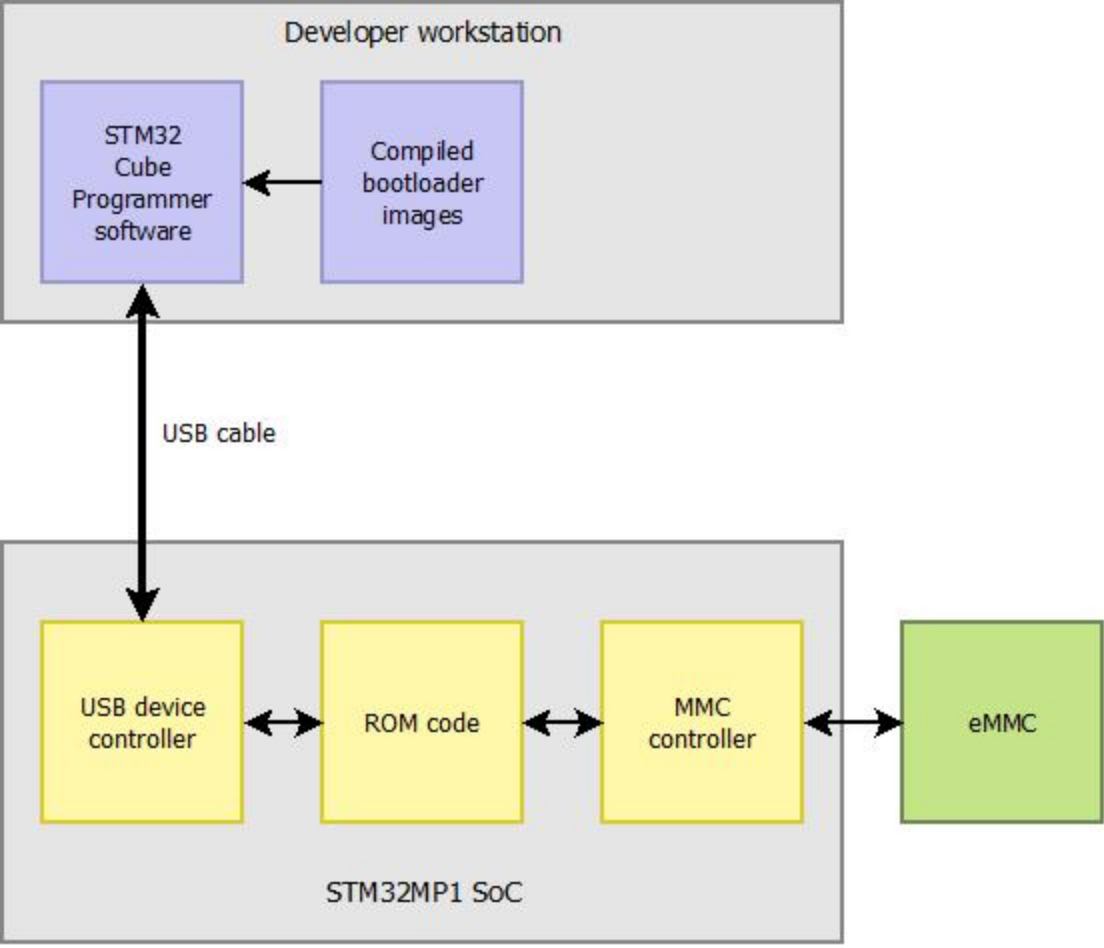 Developer workstation
STM32
Cube
Programmer
software
Compiled
bootloader
images
USB cable
USB device
controller
ROM code
MMC
controller
eMMC
STM32MP1 SoC